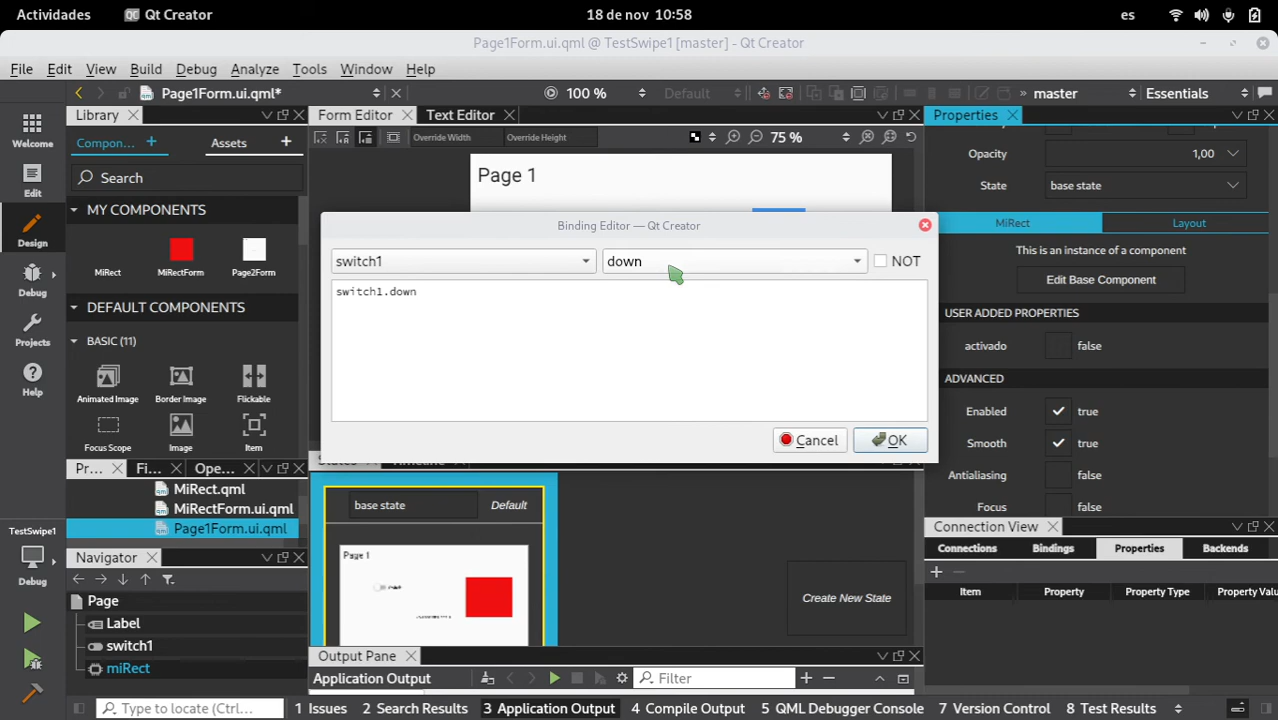 Actividades
Qt Creator
18 de nov 10:58
es
Page1Form.ui.qml @ TestSwipe1 [master] - Qt Creator
File Edit View Build Debug Analyze Tools Window Help
Page1Form.ui.qml*
100 %
Default
master
Essentials
Welcome
Edit
Design
Debug
Projects
Help
TestSwipe1
Debug
Library
Compon...
Assets
Search
MY COMPONENTS
MiRect
MiRectForm
Page2Form
DEFAULT COMPONENTS
BASIC (11)
Animated Image
Border Image
Flickable
Focus Scope
Image
Item
Pr...
Fi...
Ope...
MiRect.qml
MiRectForm.ui.qml
Page1Form.ui.qml
Navigator
Page
Label
switch1
miRect
Form Editor
Text Editor
Override Width
Override Height
75 %
Page 1
Binding Editor — Qt Creator
switch1
down
NOT
switch1.down
Cancel
OK
base state
Default
Page 1
Create New State
Output Pane
Application Output
Filter
Properties
Opacity
1,00
State
base state
MiRect
Layout
This is an instance of a component
Edit Base Component
USER ADDED PROPERTIES
activado
false
ADVANCED
Enabled
true
Smooth
true
Antialiasing
false
Focus
false
Connection View
Connections
Bindings
Properties
Backends
Item
Property
Property Type
Property Valu
Type to locate (Ctrl...
1 Issues
2 Search Results
3 Application Output
4 Compile Output
5 QML Debugger Console
7 Version Control
8 Test Results